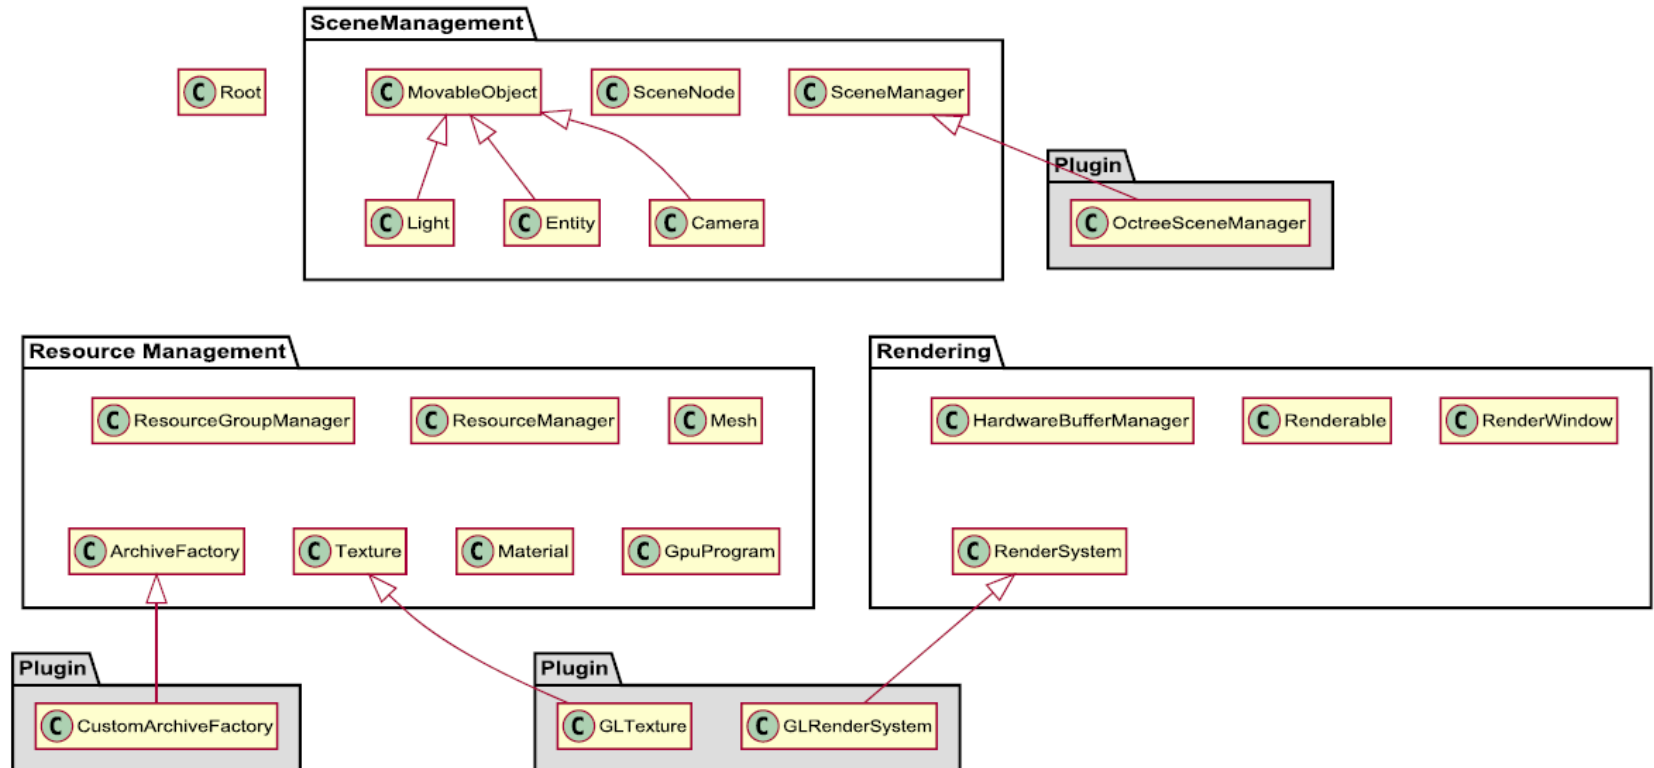 SceneManagement
C Root
C MovableObject
C SceneNode
C SceneManager
Plugin
C Light
C Entity
C Camera
C OctreeSceneManager
Resource Management
Rendering
C ResourceGroupManager
C ResourceManager
C Mesh
C HardwareBufferManager
C Renderable
C RenderWindow
C ArchiveFactory
C Texture
C Material
C GpuProgram
C RenderSystem
Plugin
Plugin
C CustomArchiveFactory
C GLTexture
C GLRenderSystem